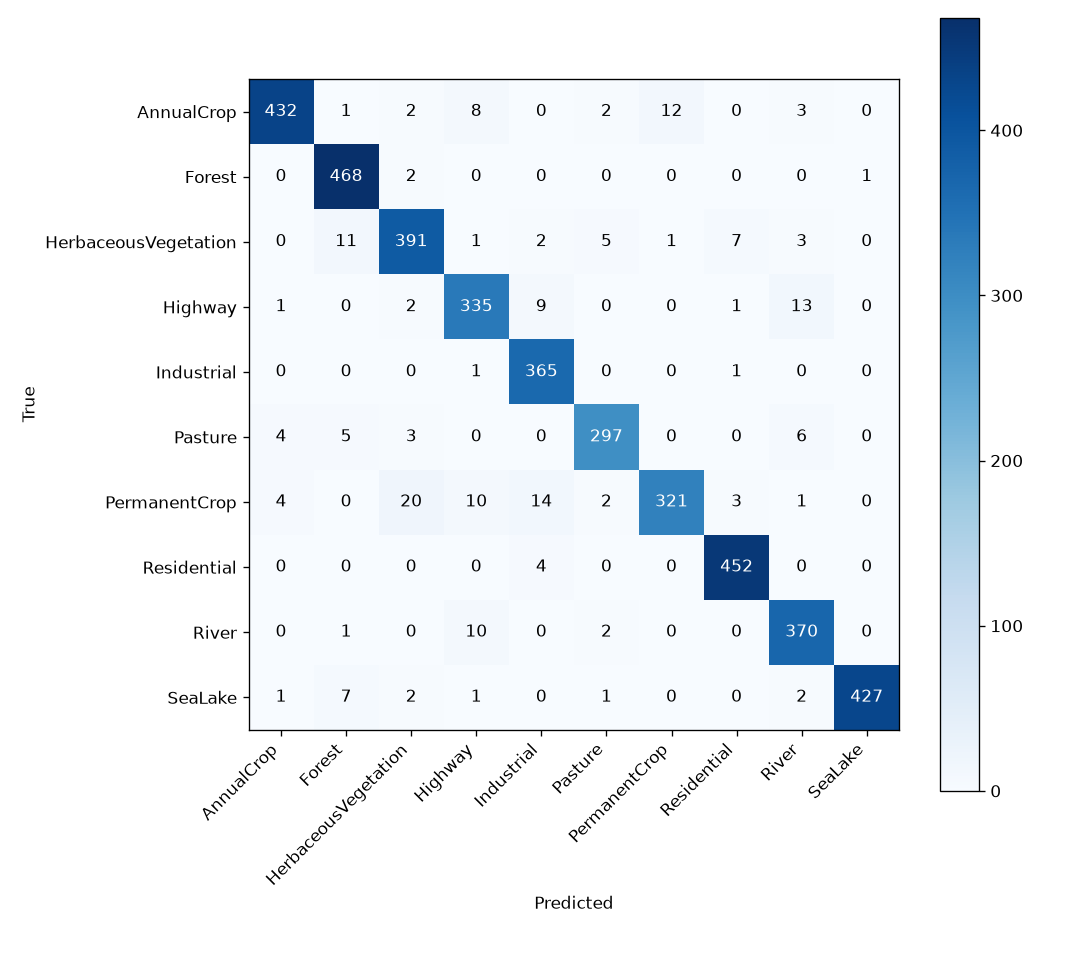 AnnualCrop 432 1 2 8 0 2 12 0 3 0
Forest 0 468 2 0 0 0 0 0 0 1
HerbaceousVegetation 0 11 391 1 2 5 1 7 3 0
Highway 1 0 2 335 9 0 0 1 13 0
Industrial 0 0 0 1 365 0 0 1 0 0
Pasture 4 5 3 0 0 297 0 0 6 0
PermanentCrop 4 0 20 10 14 2 321 3 1 0
Residential 0 0 0 0 4 0 0 452 0 0
River 0 1 0 10 0 2 0 0 370 0
SeaLake 1 7 2 1 0 1 0 0 2 427
True
AnnualCrop
Forest
HerbaceousVegetation
Highway
Industrial
Pasture
PermanentCrop
Residential
River
SeaLake
Predicted
400
300
200
100
0